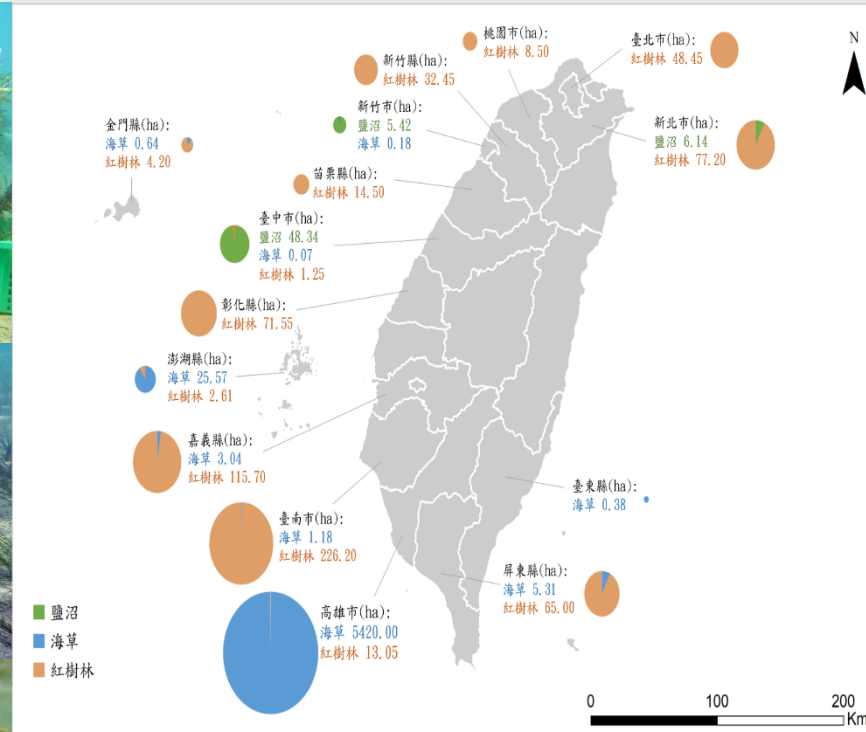 桃園市(ha):
紅樹林 8.50
臺北市(ha):
紅樹林 48.45
N
新竹縣(ha):
紅樹林 32.45
新竹市(ha):
鹽沼 5.42
海草 0.18
新北市(ha):
鹽沼 6.14
紅樹林 77.20
金門縣(ha):
海草 0.64
紅樹林 4.20
苗栗縣(ha):
紅樹林 14.50
臺中市(ha):
鹽沼 48.34
海草 0.07
紅樹林 1.25
彰化縣(ha):
紅樹林 71.55
澎湖縣(ha):
海草 25.57
紅樹林 2.61
嘉義縣(ha):
海草 3.04
紅樹林 115.70
臺東縣(ha):
海草 0.38
臺南市(ha):
海草 1.18
紅樹林 226.20
屏東縣(ha):
海草 5.31
紅樹林 65.00
高雄市(ha):
海草 5420.00
紅樹林 13.05
鹽沼
海草
紅樹林
0 100 200
Km